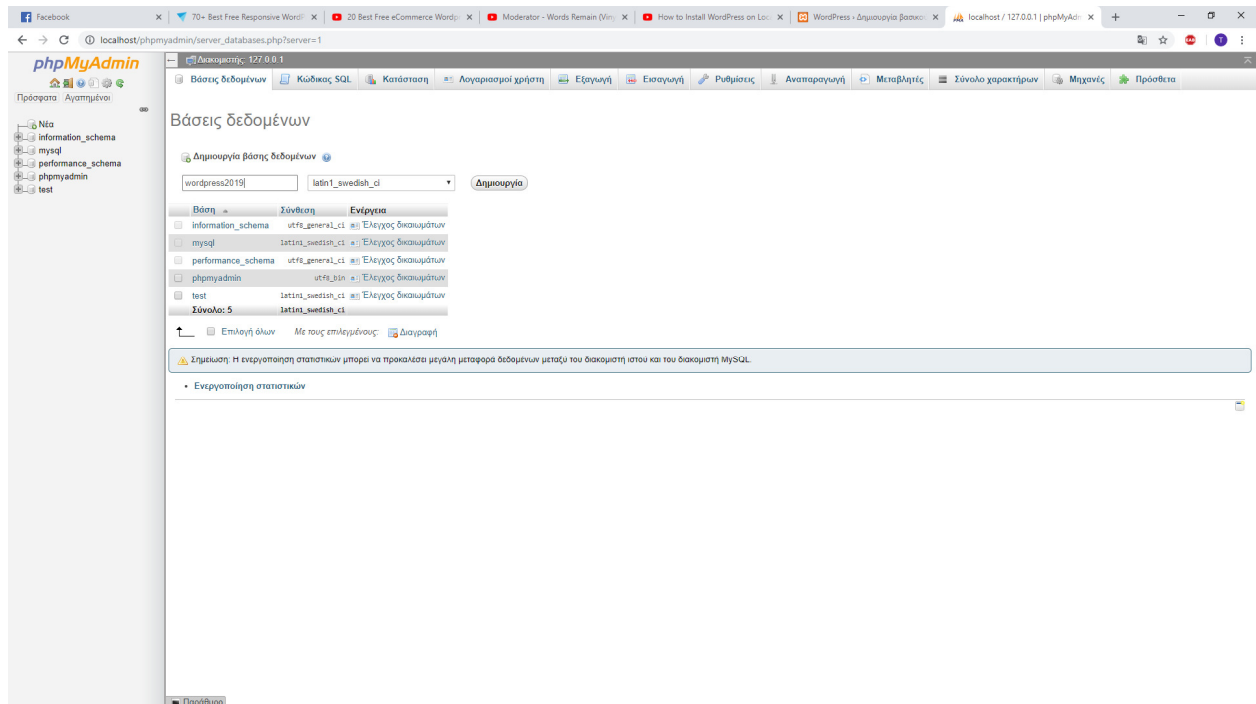 Facebook
70+ Best Free Responsive WordP
20 Best Free eCommerce Wordp
Moderator - Words Remain (Viny
How to Install WordPress on Loc
WordPress › Δημιουργία βασικο
localhost / 127.0.0.1 | phpMyAdm
localhost/phpmyadmin/server_databases.php?server=1
T
phpMyAdmin
Πρόσφατα Αγαπημένοι
Νέα
information_schema
mysql
performance_schema
phpmyadmin
test
Διακομιστής: 127.0.0.1
Βάσεις δεδομένων
Κώδικας SQL
Κατάσταση
Λογαριασμοί χρήστη
Εξαγωγή
Εισαγωγή
Ρυθμίσεις
Αναπαραγωγή
Μεταβλητές
Σύνολο χαρακτήρων
Μηχανές
Πρόσθετα
Βάσεις δεδομένων
Δημιουργία βάσης δεδομένων
wordpress2019 latin1_swedish_ci Δημιουργία
Βάση Σύνθεση Ενέργεια
information_schema utf8_general_ci Έλεγχος δικαιωμάτων
mysql latin1_swedish_ci Έλεγχος δικαιωμάτων
performance_schema utf8_general_ci Έλεγχος δικαιωμάτων
phpmyadmin utf8_bin Έλεγχος δικαιωμάτων
test latin1_swedish_ci Έλεγχος δικαιωμάτων
Σύνολο: 5 latin1_swedish_ci
Επιλογή όλων Με τους επιλεγμένους: Διαγραφή
Σημείωση: Η ενεργοποίηση στατιστικών μπορεί να προκαλέσει μεγάλη μεταφορά δεδομένων μεταξύ του διακομιστή ιστού και του διακομιστή MySQL.
• Ενεργοποίηση στατιστικών
Παράθυρο